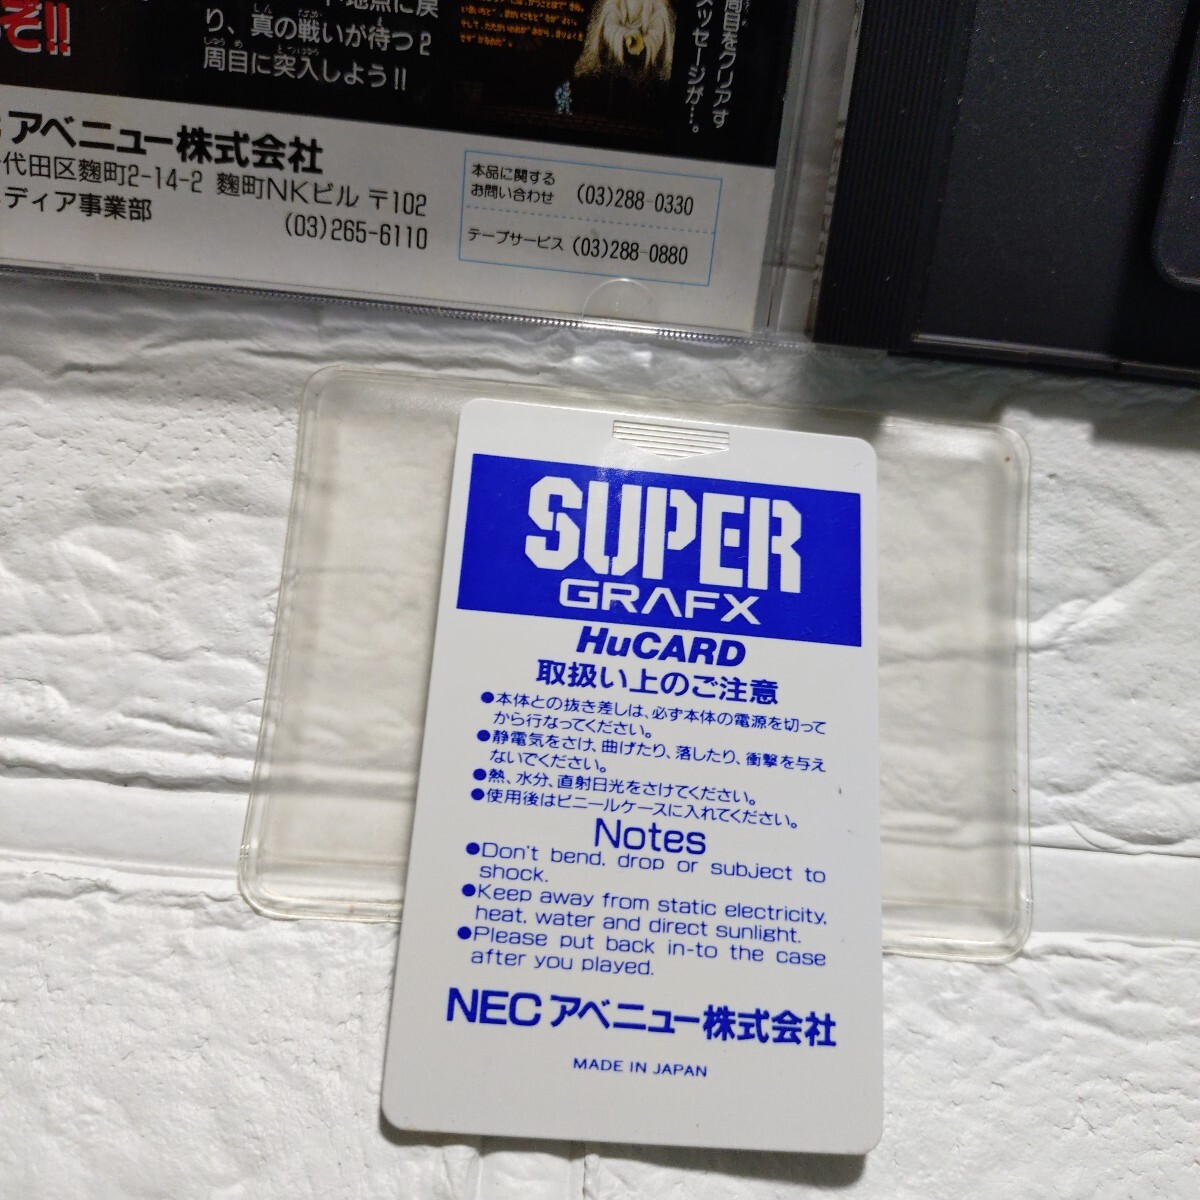 ぞ!!
地点に戻
り、真の戦いが待つ2
周目に突入しよう!!
周目をクリアす
メッセージが…。
アベニュー株式会社
代田区麴町2-14-2 麴町NKビル 〒102
ディア事業部
(03)265-6110
本品に関する
お問い合わせ (03)288-0330
テープサービス (03)288-0880
SUPER
GRAFX
HuCARD
取扱い上のご注意
●本体との抜き差しは、必ず本体の電源を切って
から行なってください。
●静電気をさけ、曲げたり、落したり、衝撃を与え
ないでください。
●熱、水分、直射日光をさけてください。
●使用後はビニールケースに入れてください。
Notes
●Don't bend, drop or subject to
shock.
●Keep away from static electricity,
heat, water and direct sunlight.
●Please put back in-to the case
after you played.
NECアベニュー株式会社
MADE IN JAPAN